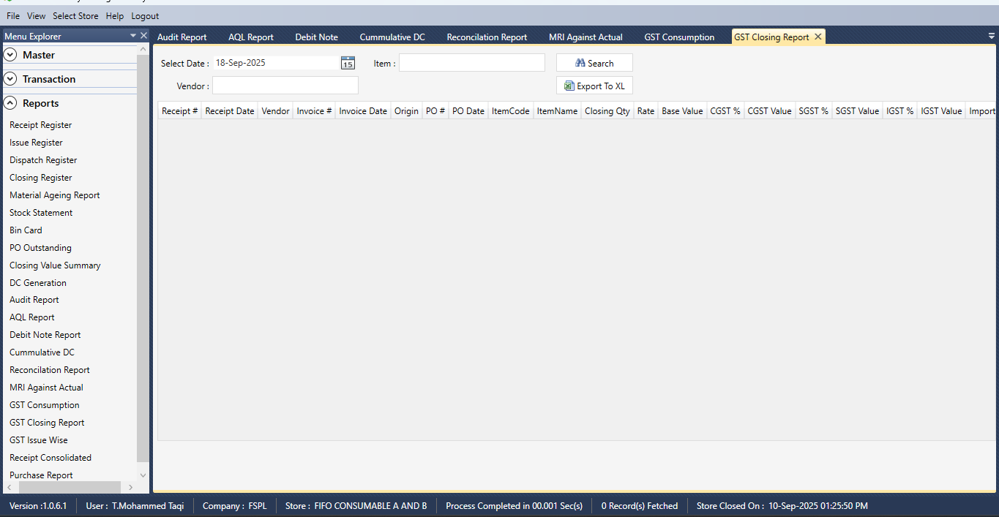 File View Select Store Help Logout
Menu Explorer
Audit Report AQL Report Debit Note Cummulative DC Reconcilation Report MRI Against Actual GST Consumption GST Closing Report
Master
Transaction
Reports
Receipt Register
Issue Register
Dispatch Register
Closing Register
Material Ageing Report
Stock Statement
Bin Card
PO Outstanding
Closing Value Summary
DC Generation
Audit Report
AQL Report
Debit Note Report
Cummulative DC
Reconcilation Report
MRI Against Actual
GST Consumption
GST Closing Report
GST Issue Wise
Receipt Consolidated
Purchase Report
Select Date : 18-Sep-2025 15 Item : Search
Vendor : Export To XL
Receipt # Receipt Date Vendor Invoice # Invoice Date Origin PO # PO Date ItemCode ItemName Closing Qty Rate Base Value CGST % CGST Value SGST % SGST Value IGST % IGST Value Import
Version :1.0.6.1 User : T.Mohammed Taqi Company : FSPL Store : FIFO CONSUMABLE A AND B Process Completed in 00.001 Sec(s) 0 Record(s) Fetched Store Closed On : 10-Sep-2025 01:25:50 PM